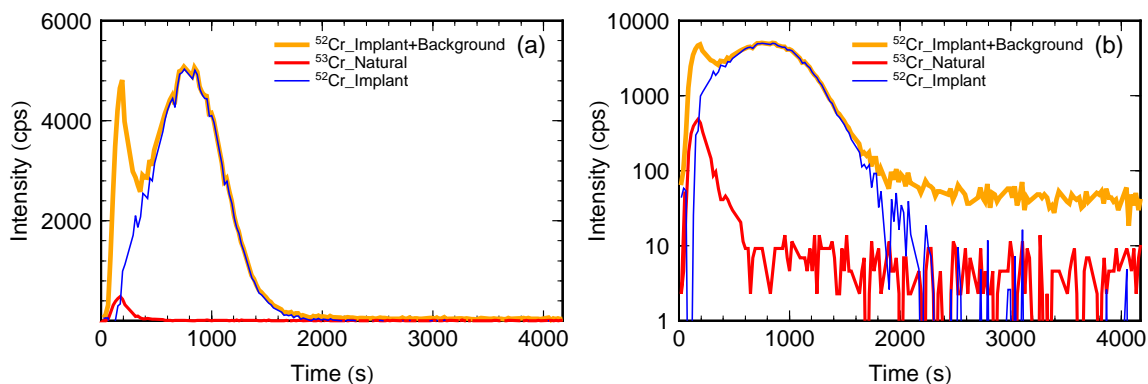 6000
4000
2000
0
1000
2000
3000
4000
Intensity (cps)
Time (s)
⁵²Cr_Implant+Background
⁵³Cr_Natural
⁵²Cr_Implant
(a)
10000
1000
100
10
1
0
1000
2000
3000
4000
Intensity (cps)
Time (s)
⁵²Cr_Implant+Background
⁵³Cr_Natural
⁵²Cr_Implant
(b)